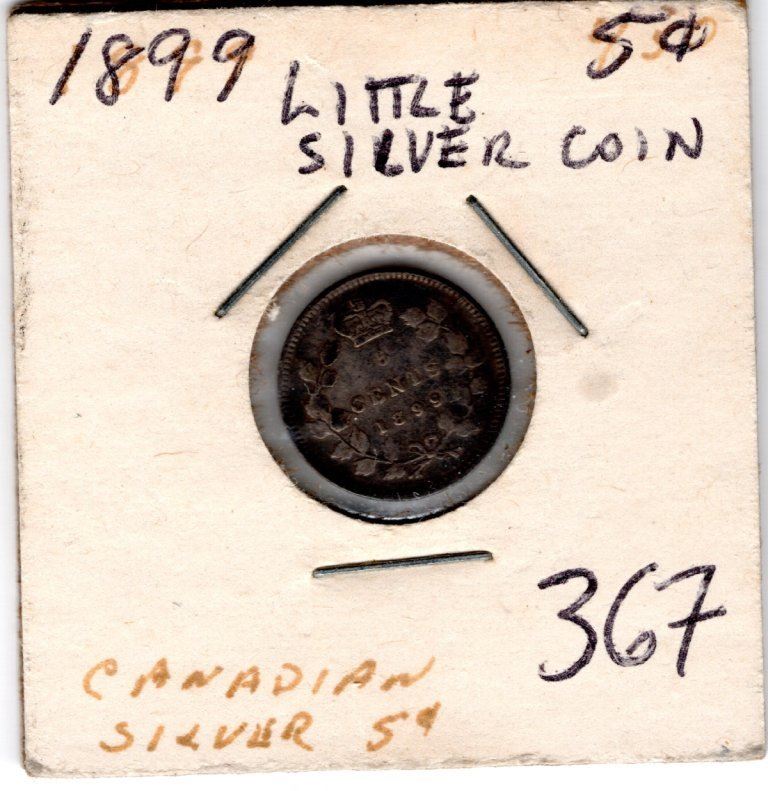 1899 5¢
LITTLE
SILVER COIN
5
CENTS
1899
367
CANADIAN
SILVER 5¢